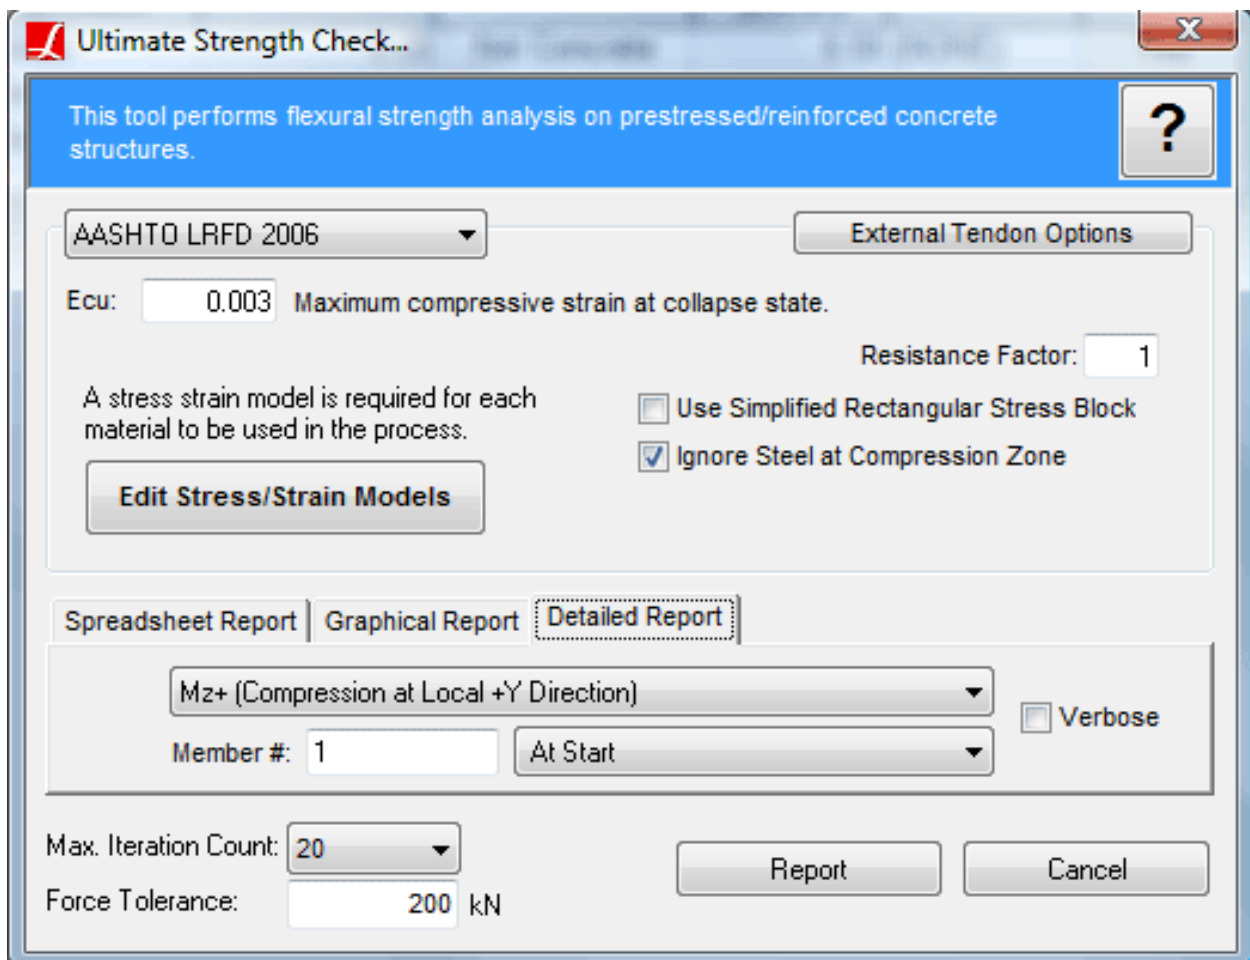 Ultimate Strength Check...
X
This tool performs flexural strength analysis on prestressed/reinforced concrete
structures.
?
AASHTO LRFD 2006
External Tendon Options
Ecu: 0.003 Maximum compressive strain at collapse state.
Resistance Factor: 1
A stress strain model is required for each
material to be used in the process.
Use Simplified Rectangular Stress Block
Ignore Steel at Compression Zone
Edit Stress/Strain Models
Spreadsheet Report Graphical Report Detailed Report
Mz+ (Compression at Local +Y Direction)
Verbose
Member #: 1 At Start
Max. Iteration Count: 20
Report Cancel
Force Tolerance: 200 kN